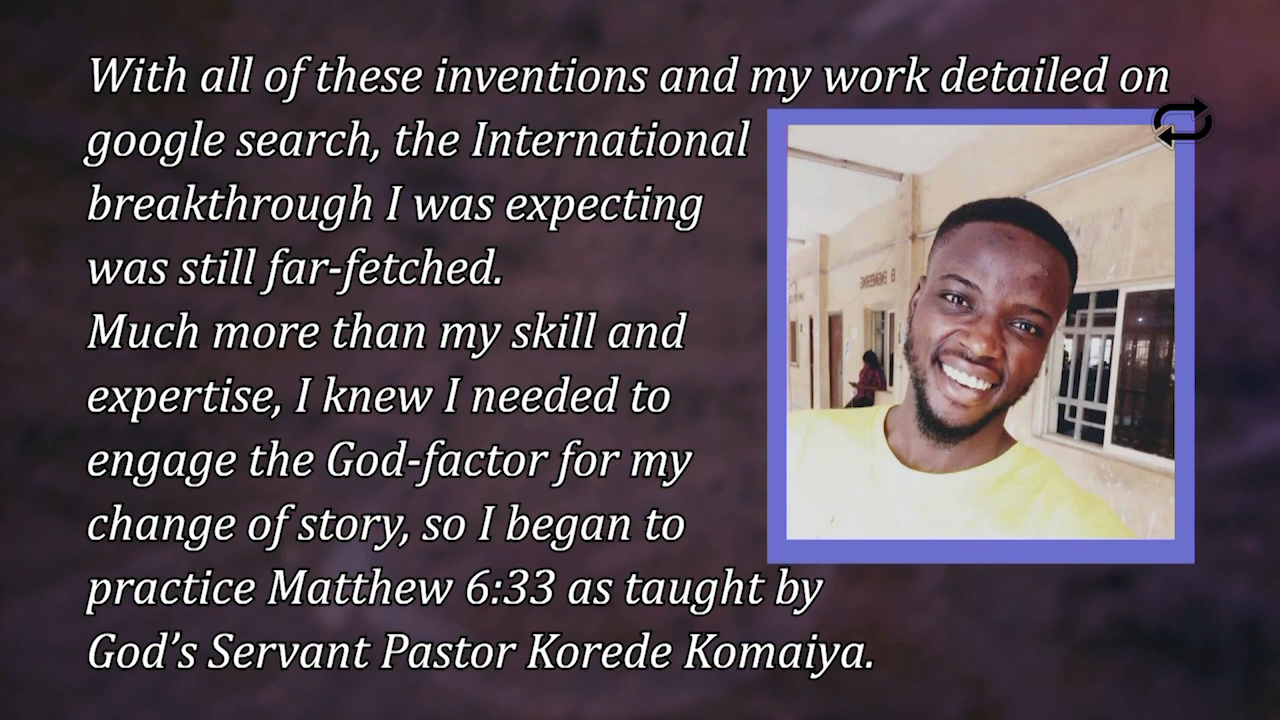 With all of these inventions and my work detailed on
google search, the International
breakthrough I was expecting
was still far-fetched.
Much more than my skill and
expertise, I knew I needed to
engage the God-factor for my
change of story, so I began to
practice Matthew 6:33 as taught by
God’s Servant Pastor Korede Komaiya.